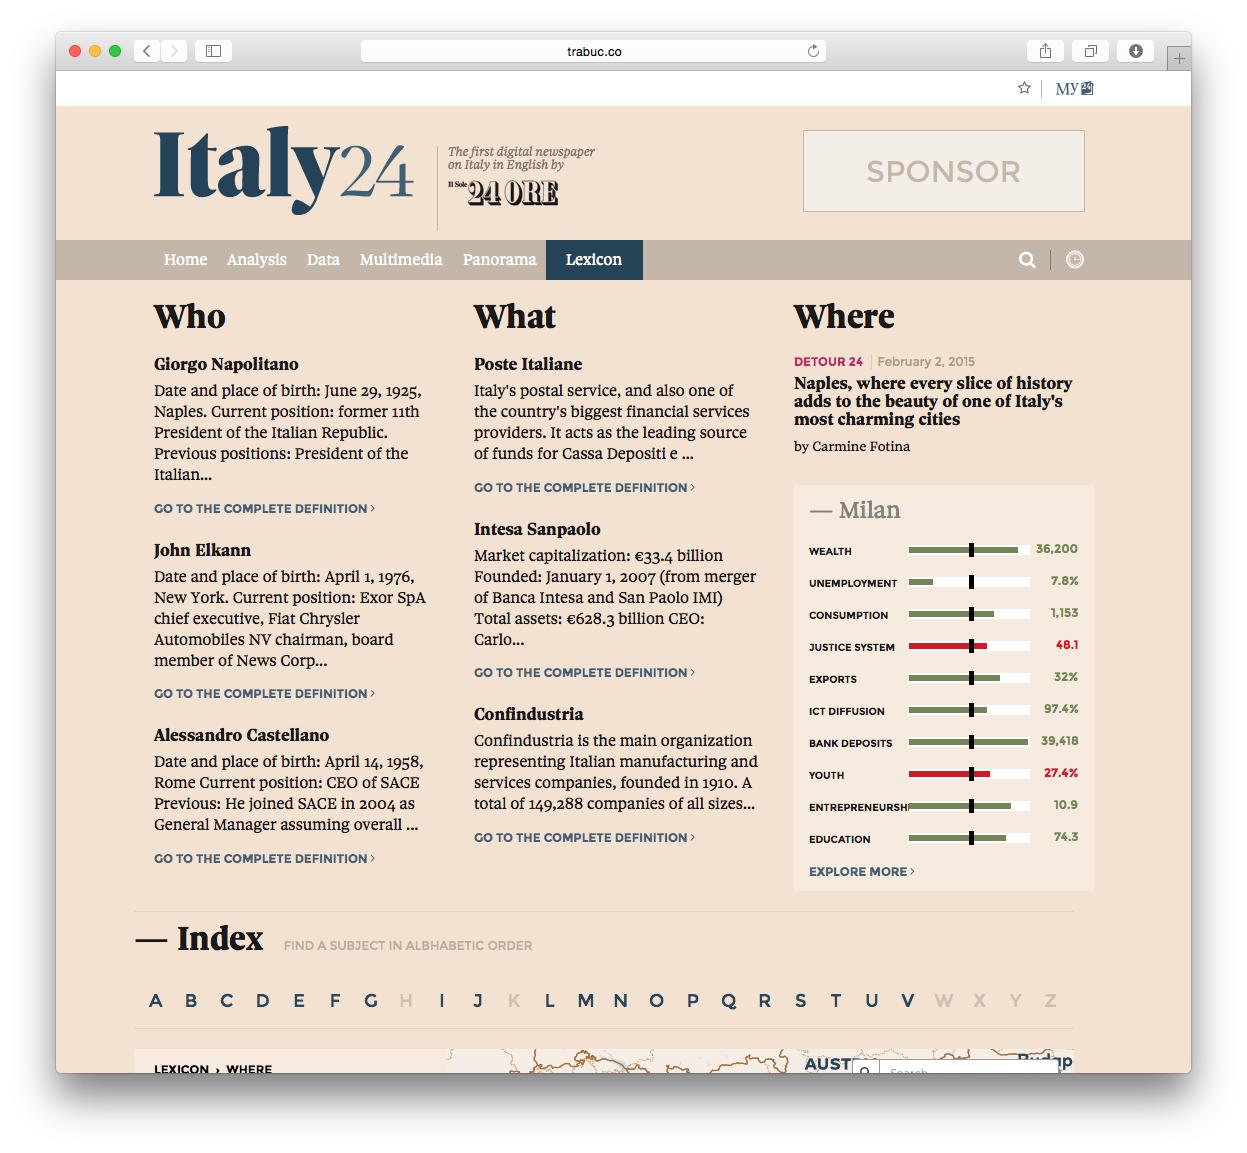 trabuc.co
MY24
Italy24
The first digital newspaper
on Italy in English by
Il Sole 24 ORE
SPONSOR
Home Analysis Data Multimedia Panorama Lexicon
Who
Giorgo Napolitano
Date and place of birth: June 29, 1925,
Naples. Current position: former 11th
President of the Italian Republic.
Previous positions: President of the
Italian...
GO TO THE COMPLETE DEFINITION ›
John Elkann
Date and place of birth: April 1, 1976,
New York. Current position: Exor SpA
chief executive, Fiat Chrysler
Automobiles NV chairman, board
member of News Corp...
GO TO THE COMPLETE DEFINITION ›
Alessandro Castellano
Date and place of birth: April 14, 1958,
Rome Current position: CEO of SACE
Previous: He joined SACE in 2004 as
General Manager assuming overall ...
GO TO THE COMPLETE DEFINITION ›
What
Poste Italiane
Italy's postal service, and also one of
the country's biggest financial services
providers. It acts as the leading source
of funds for Cassa Depositi e ...
GO TO THE COMPLETE DEFINITION ›
Intesa Sanpaolo
Market capitalization: €33.4 billion
Founded: January 1, 2007 (from merger
of Banca Intesa and San Paolo IMI)
Total assets: €628.3 billion CEO:
Carlo...
GO TO THE COMPLETE DEFINITION ›
Confindustria
Confindustria is the main organization
representing Italian manufacturing and
services companies, founded in 1910. A
total of 149,288 companies of all sizes...
GO TO THE COMPLETE DEFINITION ›
Where
DETOUR 24 | February 2, 2015
Naples, where every slice of history
adds to the beauty of one of Italy's
most charming cities
by Carmine Fotina
— Milan
WEALTH 36,200
UNEMPLOYMENT 7.8%
CONSUMPTION 1,153
JUSTICE SYSTEM 48.1
EXPORTS 32%
ICT DIFFUSION 97.4%
BANK DEPOSITS 39,418
YOUTH 27.4%
ENTREPRENEURSHI 10.9
EDUCATION 74.3
EXPLORE MORE ›
— Index FIND A SUBJECT IN ALBHABETIC ORDER
A B C D E F G H I J K L M N O P Q R S T U V W X Y Z
LEXICON › WHERE
AUST
Budap
Search